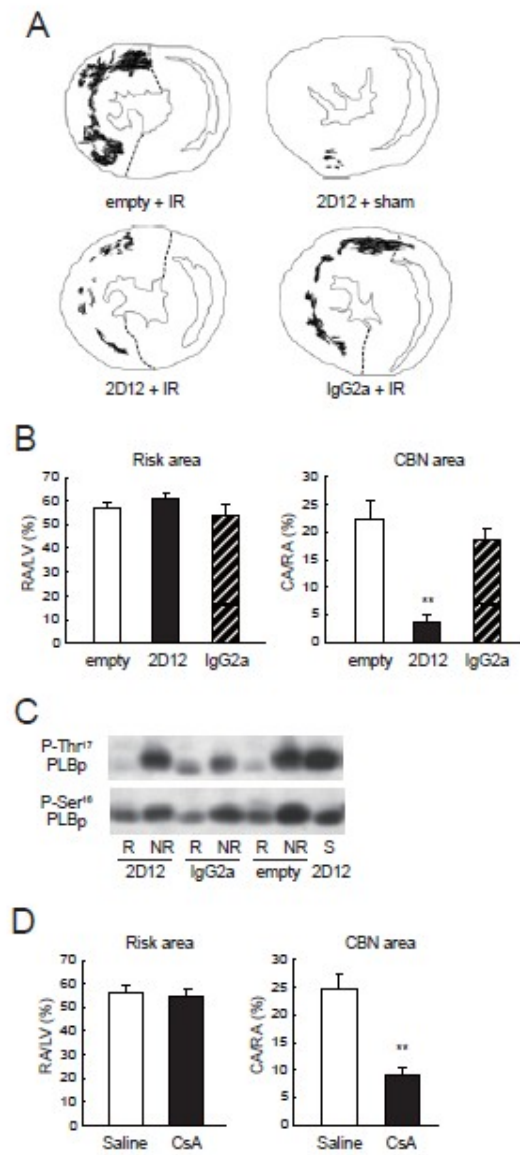 A
empty + IR
2D12 + sham
2D12 + IR
IgG2a + IR
B
Risk area
CBN area
RA/LV (%)
70
60
50
40
30
20
10
0
empty
2D12
IgG2a
CA/RA (%)
30
25
20
15
10
5
0
**
empty
2D12
IgG2a
C
P-Thr¹⁷
PLBp
P-Ser¹⁶
PLBp
R NR R NR R NR S
2D12 IgG2a empty 2D12
D
Risk area
CBN area
RA/LV (%)
70
60
50
40
30
20
10
0
Saline
CsA
CA/RA (%)
30
25
20
15
10
5
0
**
Saline
CsA